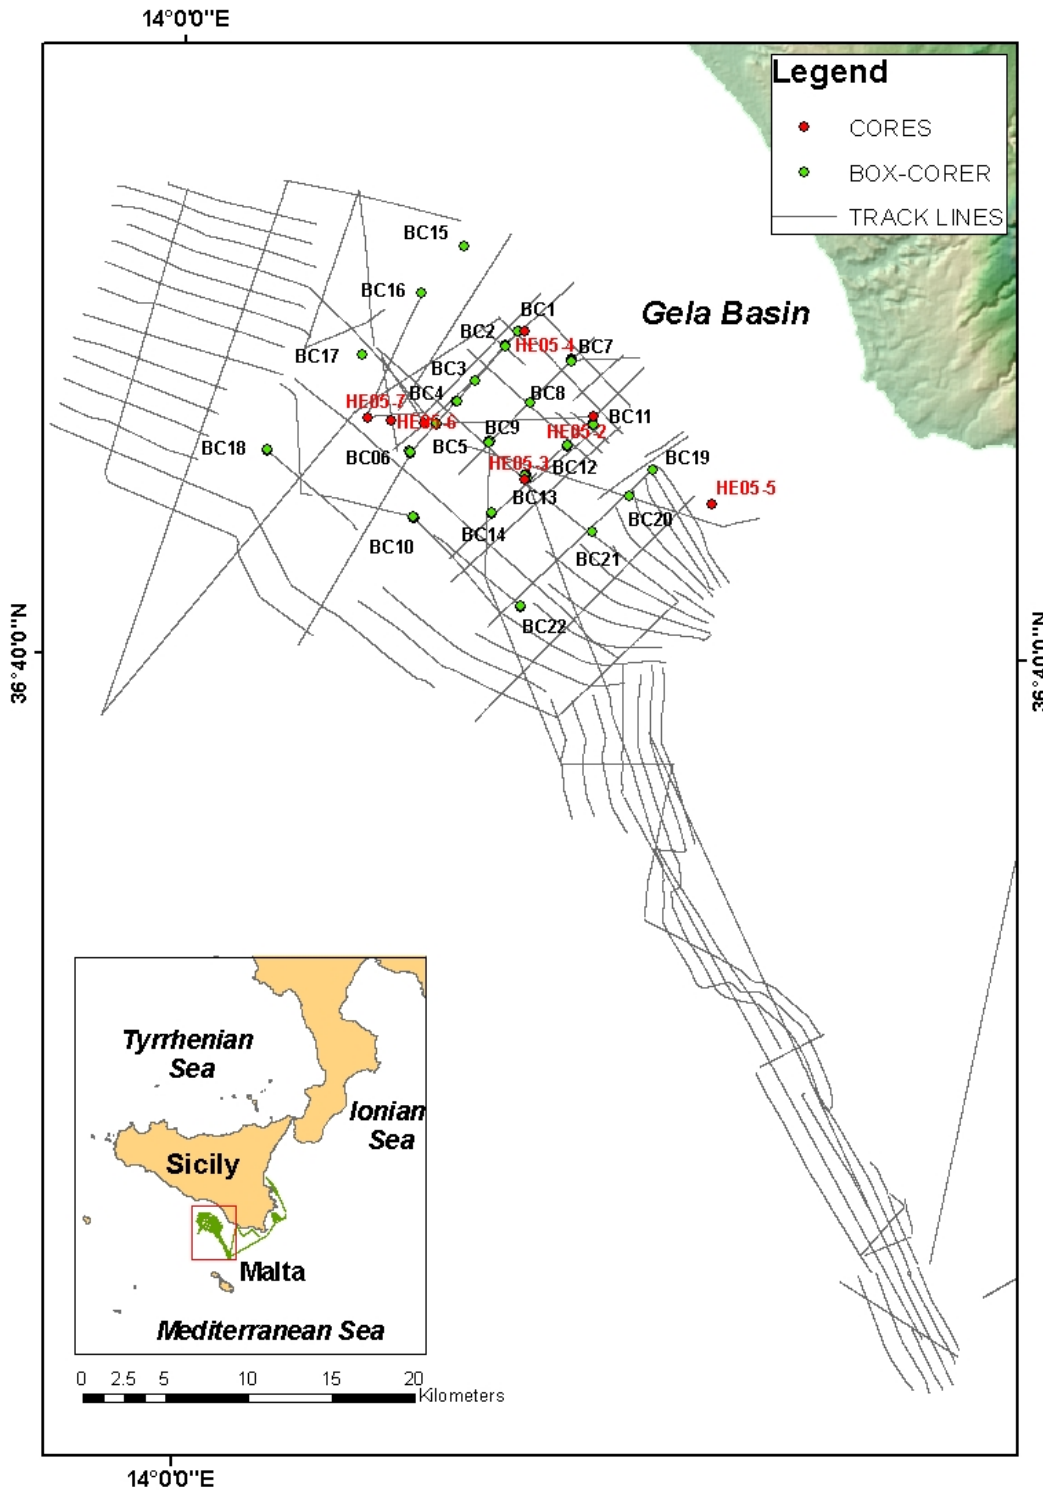 14°0'0"E
Legend
CORES
BOX-CORER
TRACK LINES
BC15
BC16
Gela Basin
BC1
BC2
HE05-4
BC7
BC17
BC3
BC4
BC8
HE05-7
HE05-6
BC11
HE05-2
BC9
BC5
BC18
BC06
HE05-3
BC12
BC19
HE05-5
BC13
BC20
BC14
BC10
BC21
BC22
36°40'0"N
36°40'0"N
Tyrrhenian
Sea
Ionian
Sea
Sicily
Malta
Mediterranean Sea
0 2.5 5 10 15 20
Kilometers
14°0'0"E